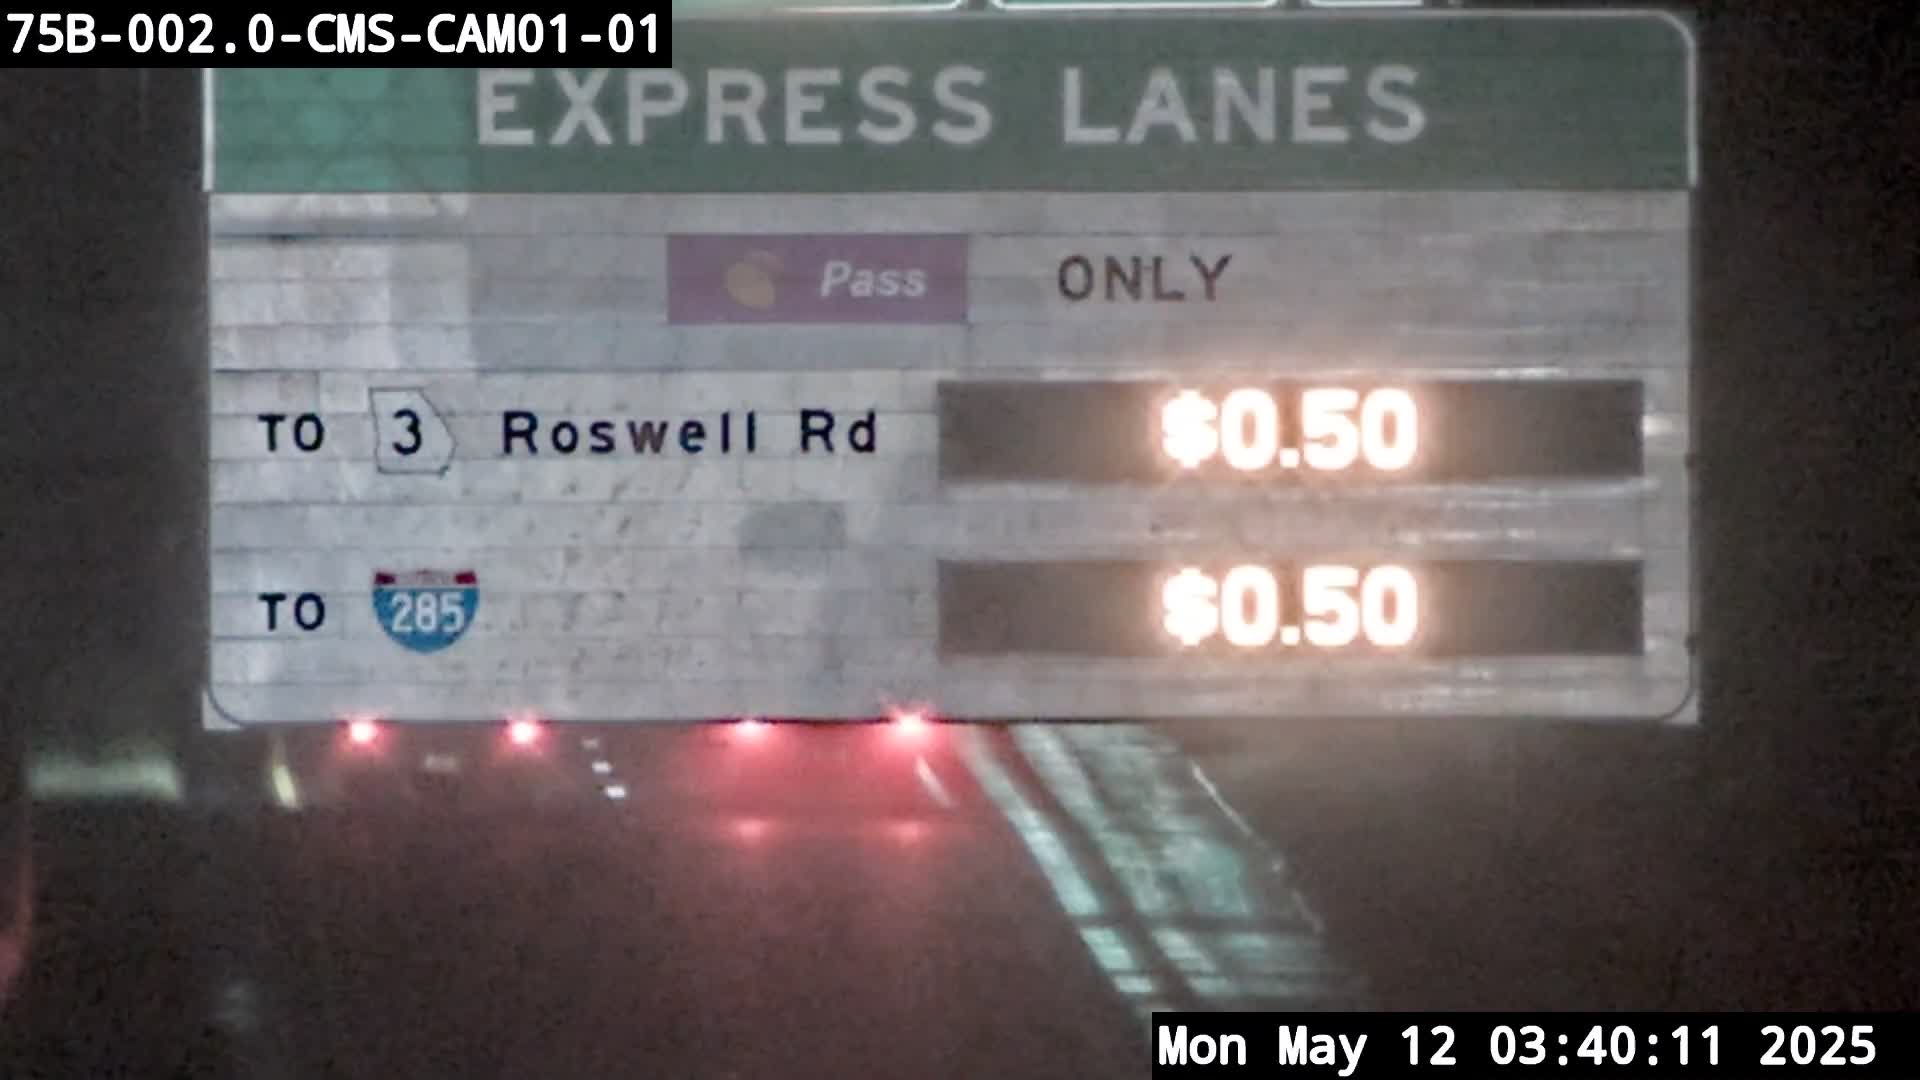 75B-002.0-CMS-CAM01-01
EXPRESS LANES
Pass ONLY
TO 3 Roswell Rd $0.50
TO 285 $0.50
Mon May 12 03:40:11 2025